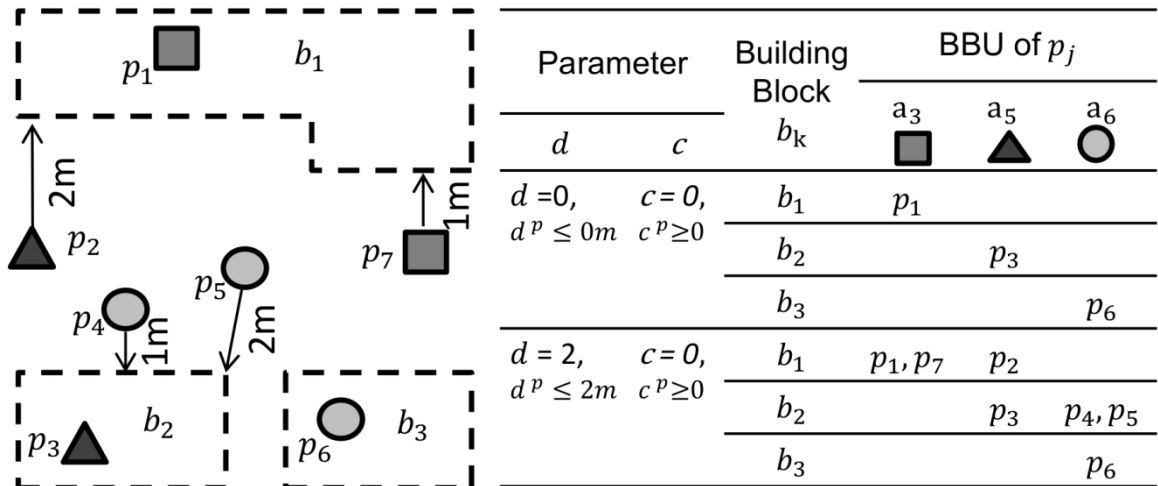 p₁
b₁
2m
p₂
p₅
p₇
1m
p₄
1m
2m
p₃
b₂
p₆
b₃
Parameter Building Block BBU of pⱼ
d c bₖ a₃ a₅ a₆
d =0, c = 0, b₁ p₁
dᵖ ≤ 0m cᵖ ≥0
b₂ p₃
b₃ p₆
d = 2, c = 0, b₁ p₁, p₇ p₂
dᵖ ≤ 2m cᵖ ≥0
b₂ p₃ p₄, p₅
b₃ p₆